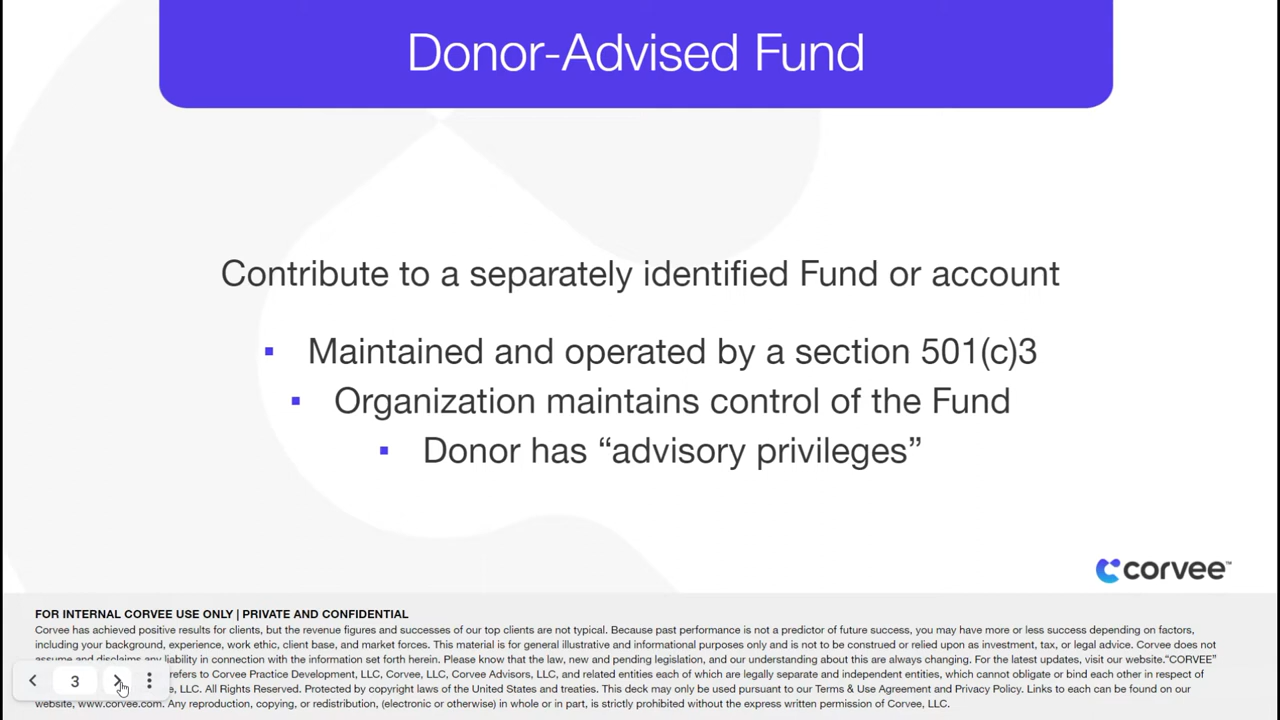 Donor-Advised Fund
Contribute to a separately identified Fund or account
▪ Maintained and operated by a section 501(c)3
▪ Organization maintains control of the Fund
▪ Donor has “advisory privileges”
corvee™
FOR INTERNAL CORVEE USE ONLY | PRIVATE AND CONFIDENTIAL
Corvee has achieved positive results for clients, but the revenue figures and successes of our top clients are not typical. Because past performance is not a predictor of future success, you may have more or less success depending on factors,
including your background, experience, work ethic, client base, and market forces. This material is for general illustrative and informational purposes only and is not to be construed or relied upon as investment, tax, or legal advice. Corvee does not
assume and disclaims any liability in connection with the information set forth herein. Please know that the law, new and pending legislation, and our understanding about this are always changing. For the latest updates, visit our website.“CORVEE”
refers to Corvee Practice Development, LLC, Corvee, LLC, Corvee Advisors, LLC, and related entities each of which are legally separate and independent entities, which cannot obligate or bind each other in respect of
LLC. All Rights Reserved. Protected by copyright laws of the United States and treaties. This deck may only be used pursuant to our Terms & Use Agreement and Privacy Policy. Links to each can be found on our
website, www.corvee.com. Any reproduction, copying, or redistribution, (electronic or otherwise) in whole or in part, is strictly prohibited without the express written permission of Corvee, LLC.
3